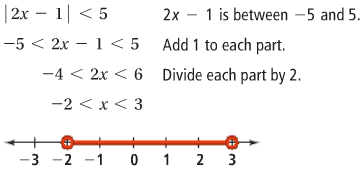 |2x − 1| < 5 2x − 1 is between −5 and 5.
−5 < 2x − 1 < 5 Add 1 to each part.
−4 < 2x < 6 Divide each part by 2.
−2 < x < 3
−3 −2 −1 0 1 2 3